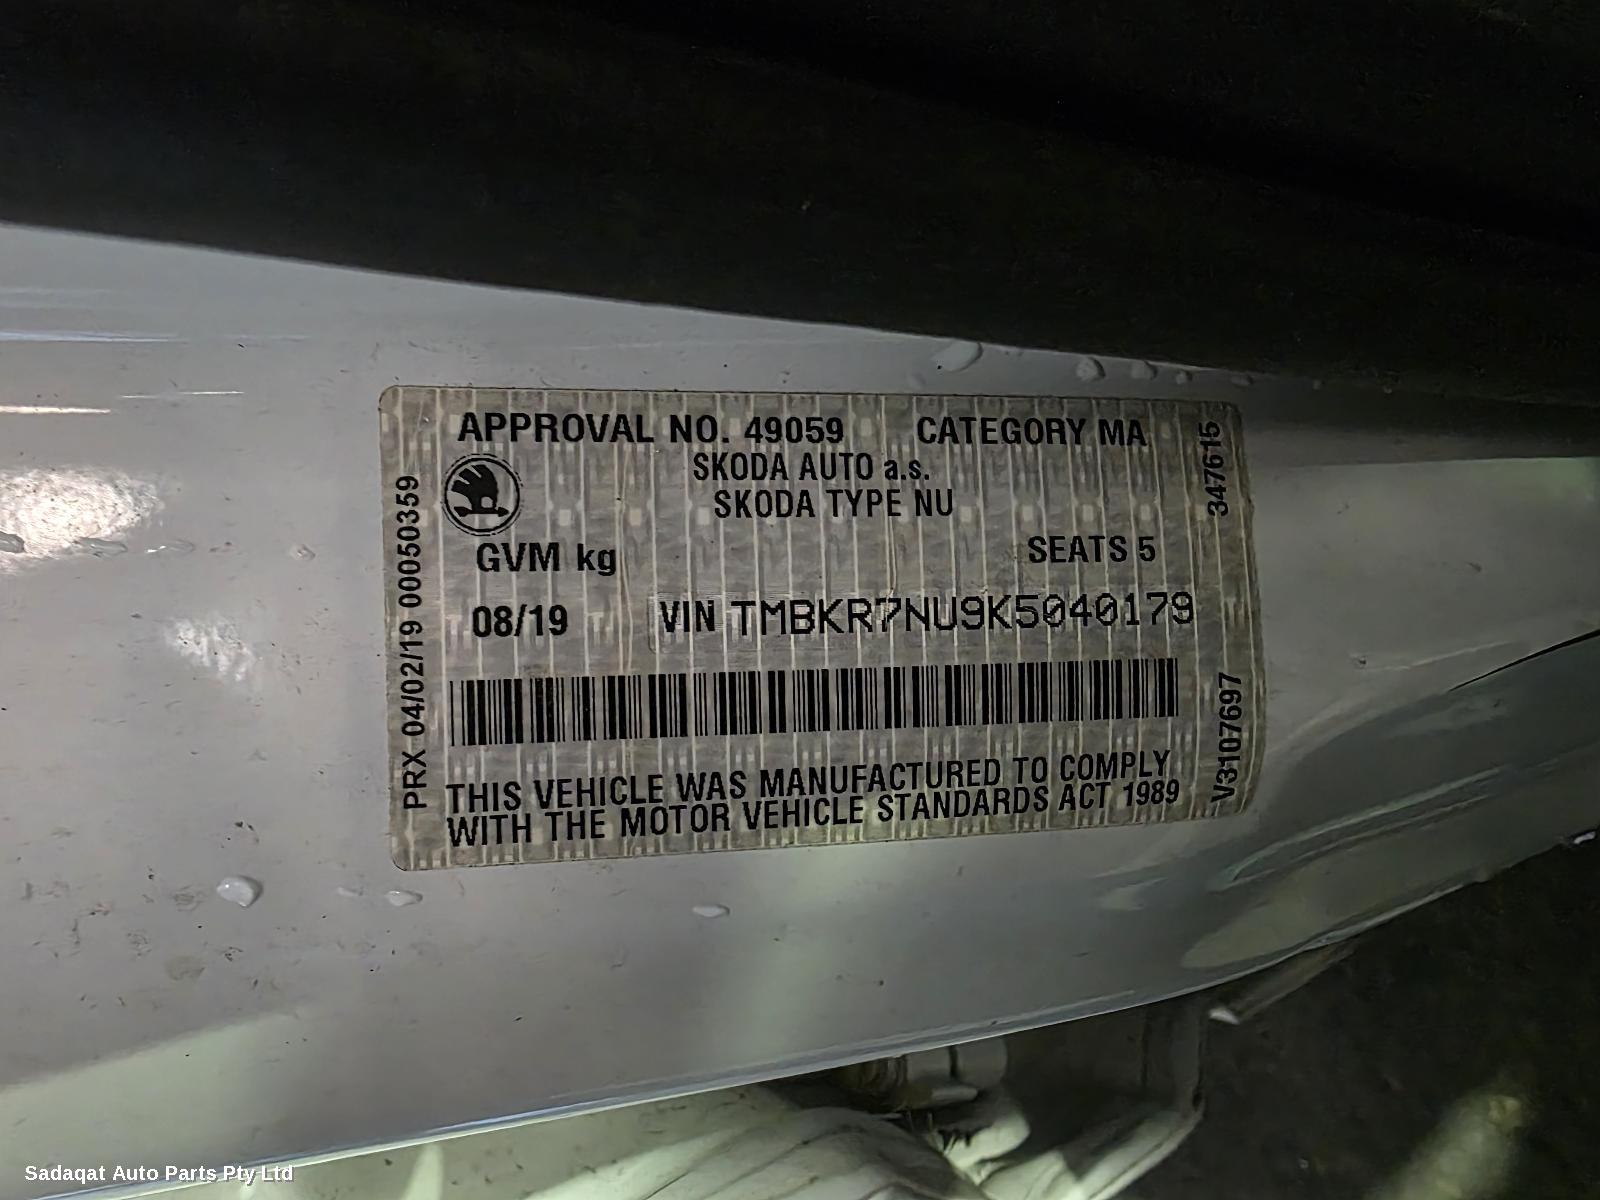 APPROVAL NO. 49059 CATEGORY MA
SKODA AUTO a.s.
SKODA TYPE NU
GVM kg SEATS 5
08/19 VIN TMBKR7NU9K5040179
THIS VEHICLE WAS MANUFACTURED TO COMPLY
WITH THE MOTOR VEHICLE STANDARDS ACT 1989
PRX 04/02/19 00050359
347615
V3107697
Sadaqat Auto Parts Pty Ltd